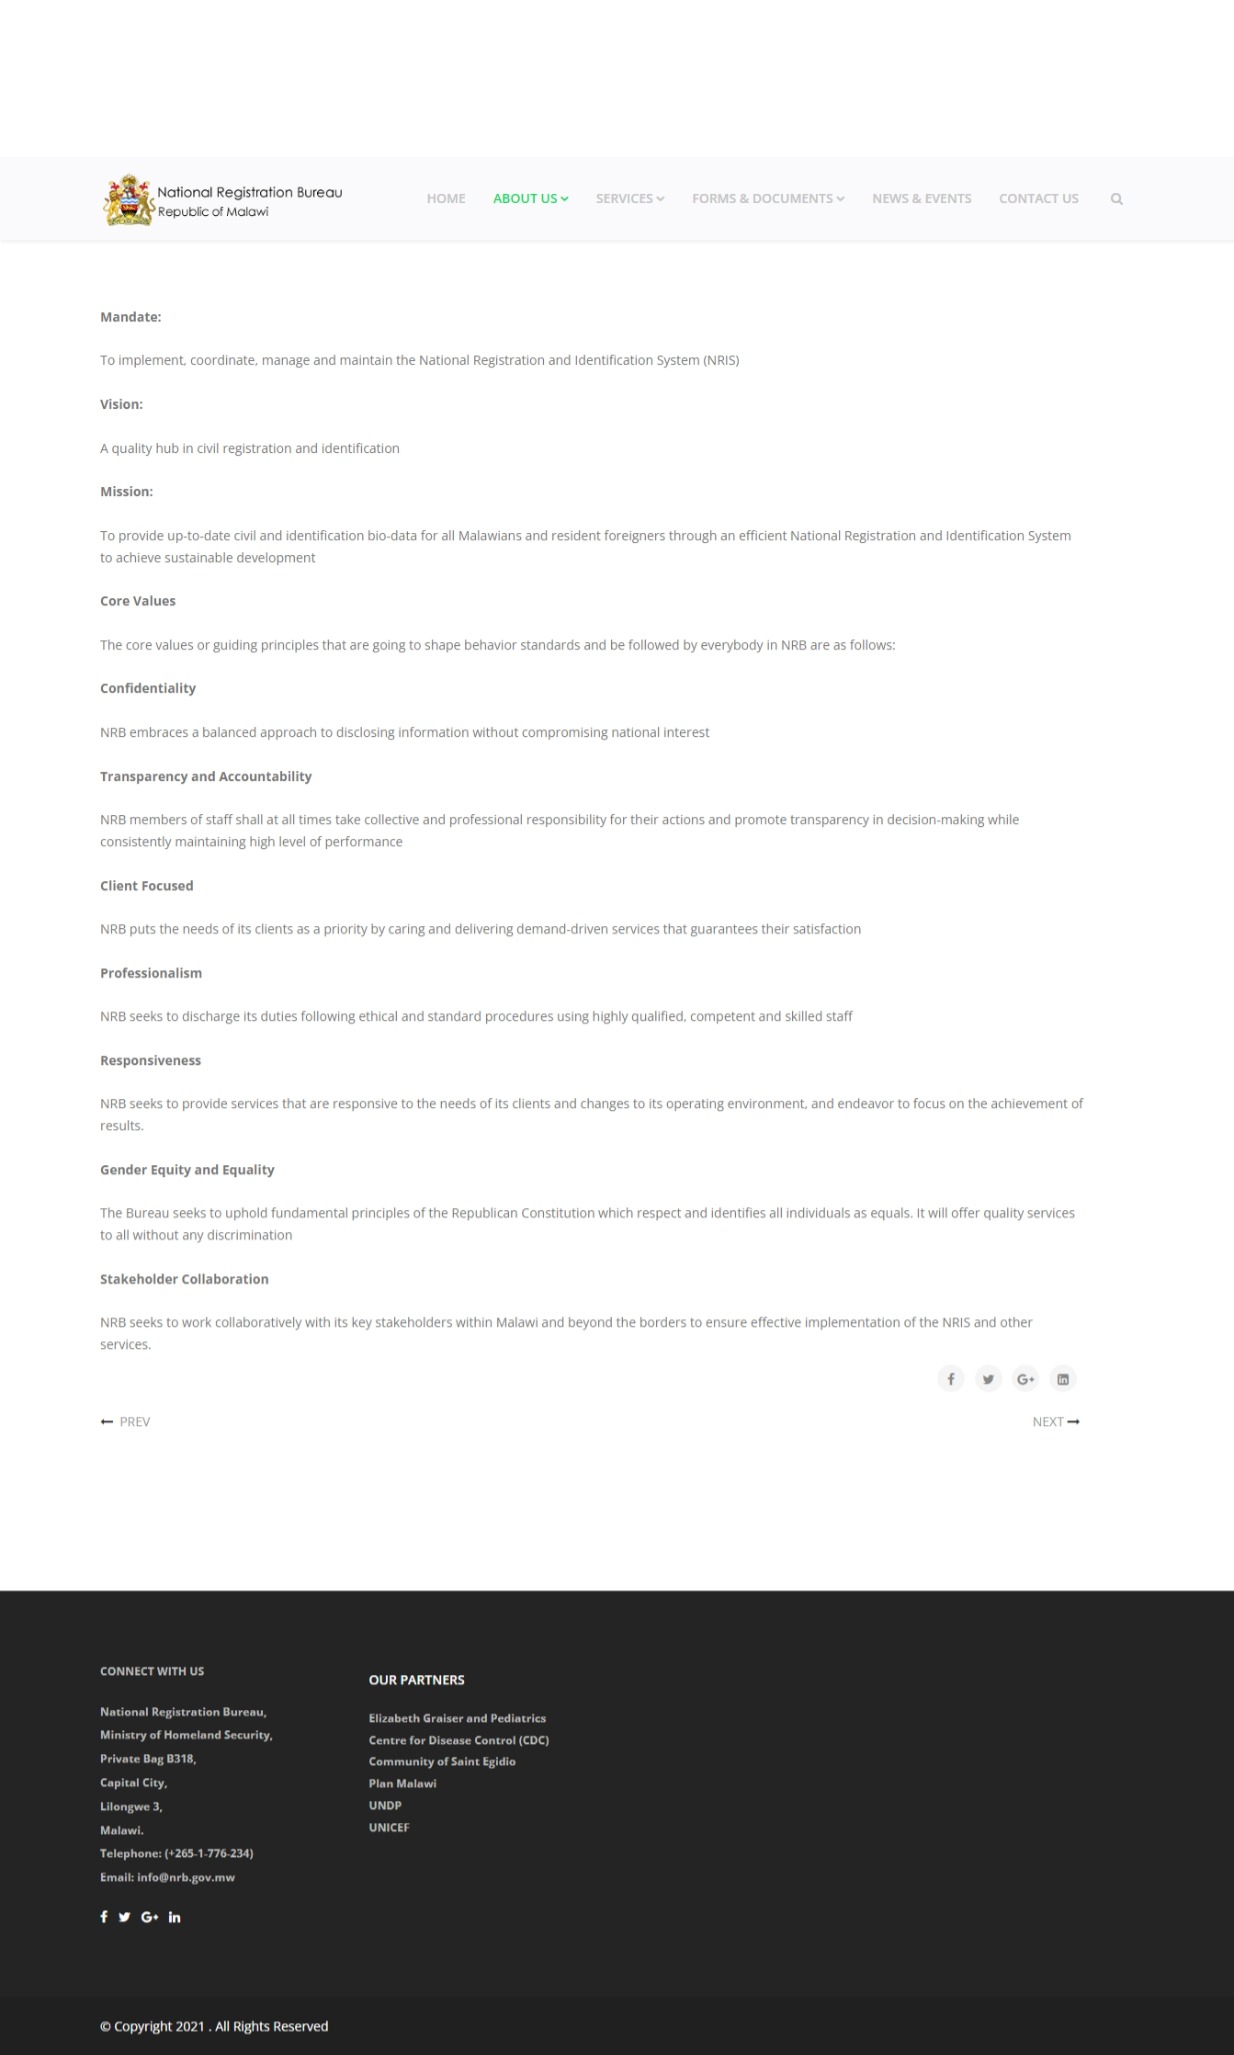 National Registration Bureau
Republic of Malawi
HOME ABOUT US SERVICES FORMS & DOCUMENTS NEWS & EVENTS CONTACT US
Mandate:
To implement, coordinate, manage and maintain the National Registration and Identification System (NRIS)
Vision:
A quality hub in civil registration and identification
Mission:
To provide up-to-date civil and identification bio-data for all Malawians and resident foreigners through an efficient National Registration and Identification System
to achieve sustainable development
Core Values
The core values or guiding principles that are going to shape behavior standards and be followed by everybody in NRB are as follows:
Confidentiality
NRB embraces a balanced approach to disclosing information without compromising national interest
Transparency and Accountability
NRB members of staff shall at all times take collective and professional responsibility for their actions and promote transparency in decision-making while
consistently maintaining high level of performance
Client Focused
NRB puts the needs of its clients as a priority by caring and delivering demand-driven services that guarantees their satisfaction
Professionalism
NRB seeks to discharge its duties following ethical and standard procedures using highly qualified, competent and skilled staff
Responsiveness
NRB seeks to provide services that are responsive to the needs of its clients and changes to its operating environment, and endeavor to focus on the achievement of
results.
Gender Equity and Equality
The Bureau seeks to uphold fundamental principles of the Republican Constitution which respect and identifies all individuals as equals. It will offer quality services
to all without any discrimination
Stakeholder Collaboration
NRB seeks to work collaboratively with its key stakeholders within Malawi and beyond the borders to ensure effective implementation of the NRIS and other
services.
PREV
NEXT
CONNECT WITH US
National Registration Bureau,
Ministry of Homeland Security,
Private Bag B318,
Capital City,
Lilongwe 3,
Malawi.
Telephone: (+265-1-776-234)
Email: info@nrb.gov.mw
OUR PARTNERS
Elizabeth Graiser and Pediatrics
Centre for Disease Control (CDC)
Community of Saint Egidio
Plan Malawi
UNDP
UNICEF
© Copyright 2021 . All Rights Reserved